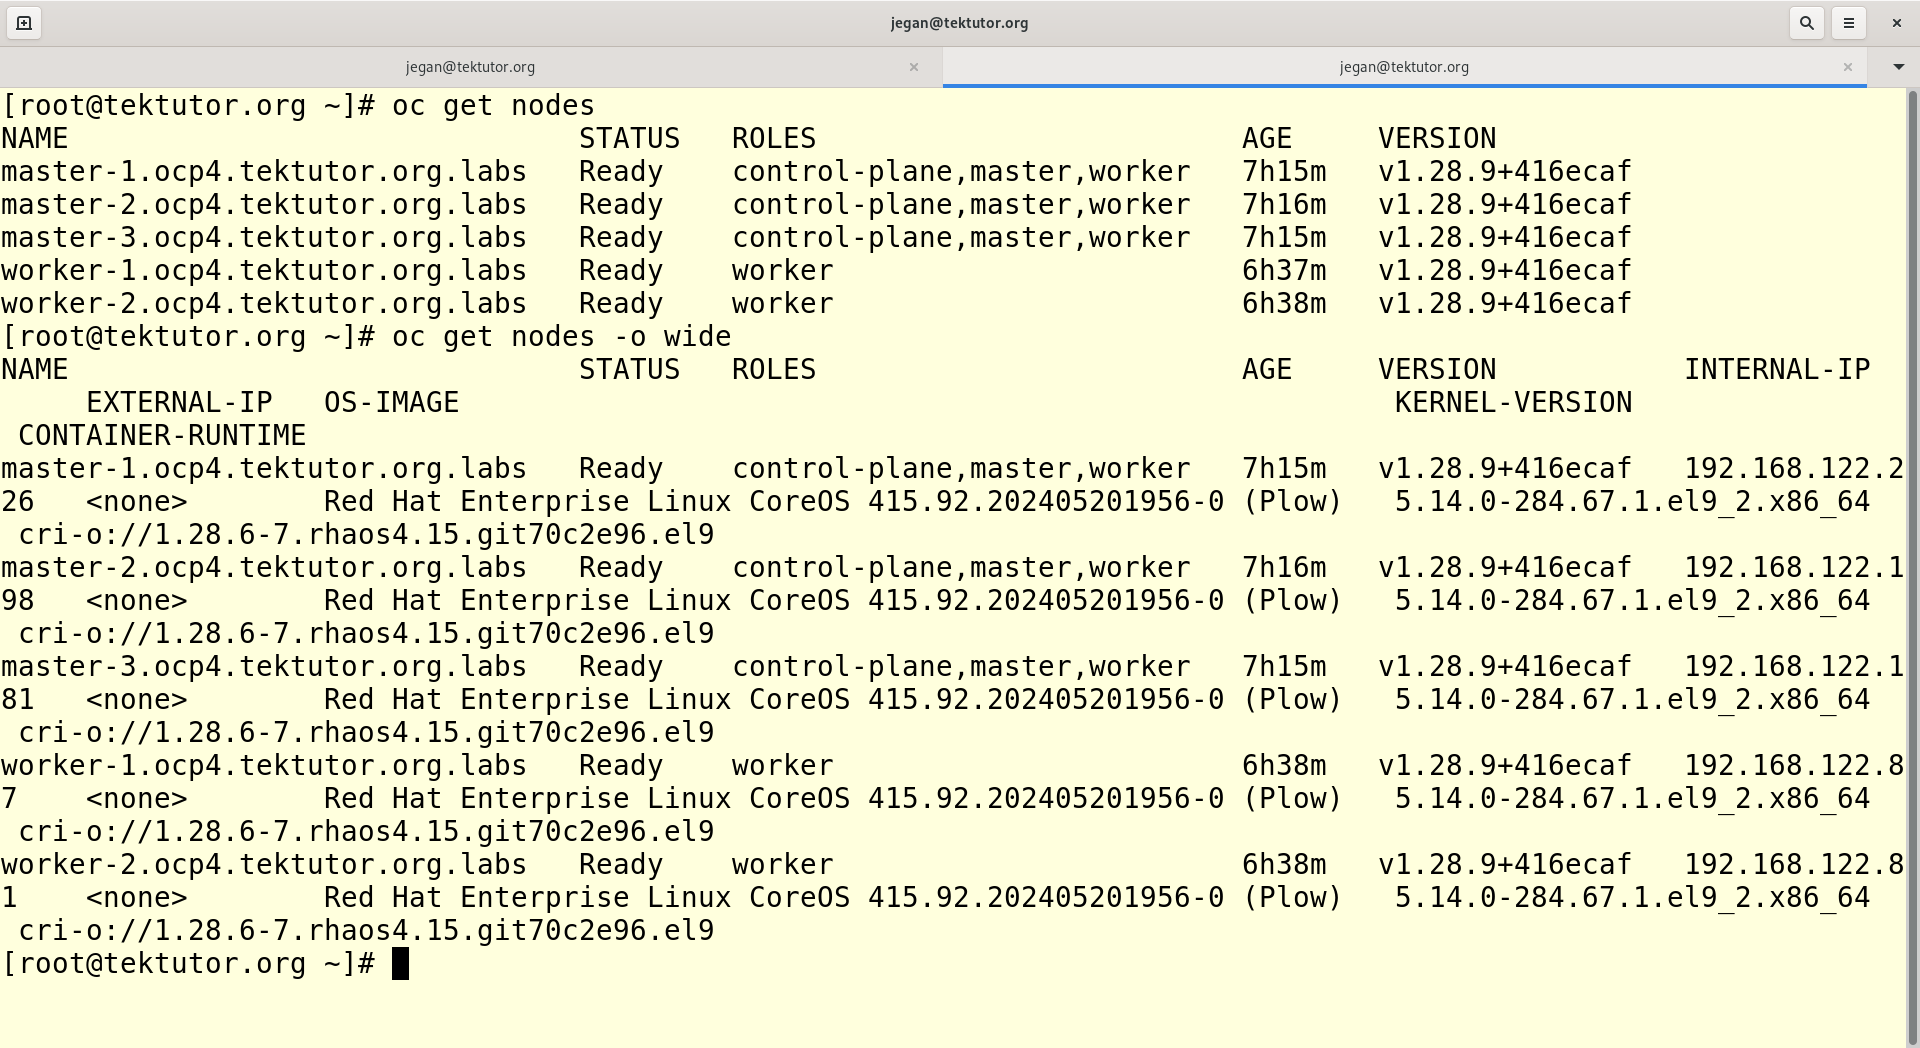 jegan@tektutor.org
jegan@tektutor.org
jegan@tektutor.org
[root@tektutor.org ~]# oc get nodes
NAME                              STATUS   ROLES                         AGE     VERSION
master-1.ocp4.tektutor.org.labs   Ready    control-plane,master,worker   7h15m   v1.28.9+416ecaf
master-2.ocp4.tektutor.org.labs   Ready    control-plane,master,worker   7h16m   v1.28.9+416ecaf
master-3.ocp4.tektutor.org.labs   Ready    control-plane,master,worker   7h15m   v1.28.9+416ecaf
worker-1.ocp4.tektutor.org.labs   Ready    worker                        6h37m   v1.28.9+416ecaf
worker-2.ocp4.tektutor.org.labs   Ready    worker                        6h38m   v1.28.9+416ecaf
[root@tektutor.org ~]# oc get nodes -o wide
NAME                              STATUS   ROLES                         AGE     VERSION           INTERNAL-IP
     EXTERNAL-IP   OS-IMAGE                                                       KERNEL-VERSION
 CONTAINER-RUNTIME
master-1.ocp4.tektutor.org.labs   Ready    control-plane,master,worker   7h15m   v1.28.9+416ecaf   192.168.122.2
26   <none>        Red Hat Enterprise Linux CoreOS 415.92.202405201956-0 (Plow)   5.14.0-284.67.1.el9_2.x86_64
 cri-o://1.28.6-7.rhaos4.15.git70c2e96.el9
master-2.ocp4.tektutor.org.labs   Ready    control-plane,master,worker   7h16m   v1.28.9+416ecaf   192.168.122.1
98   <none>        Red Hat Enterprise Linux CoreOS 415.92.202405201956-0 (Plow)   5.14.0-284.67.1.el9_2.x86_64
 cri-o://1.28.6-7.rhaos4.15.git70c2e96.el9
master-3.ocp4.tektutor.org.labs   Ready    control-plane,master,worker   7h15m   v1.28.9+416ecaf   192.168.122.1
81   <none>        Red Hat Enterprise Linux CoreOS 415.92.202405201956-0 (Plow)   5.14.0-284.67.1.el9_2.x86_64
 cri-o://1.28.6-7.rhaos4.15.git70c2e96.el9
worker-1.ocp4.tektutor.org.labs   Ready    worker                        6h38m   v1.28.9+416ecaf   192.168.122.8
7    <none>        Red Hat Enterprise Linux CoreOS 415.92.202405201956-0 (Plow)   5.14.0-284.67.1.el9_2.x86_64
 cri-o://1.28.6-7.rhaos4.15.git70c2e96.el9
worker-2.ocp4.tektutor.org.labs   Ready    worker                        6h38m   v1.28.9+416ecaf   192.168.122.8
1    <none>        Red Hat Enterprise Linux CoreOS 415.92.202405201956-0 (Plow)   5.14.0-284.67.1.el9_2.x86_64
 cri-o://1.28.6-7.rhaos4.15.git70c2e96.el9
[root@tektutor.org ~]#